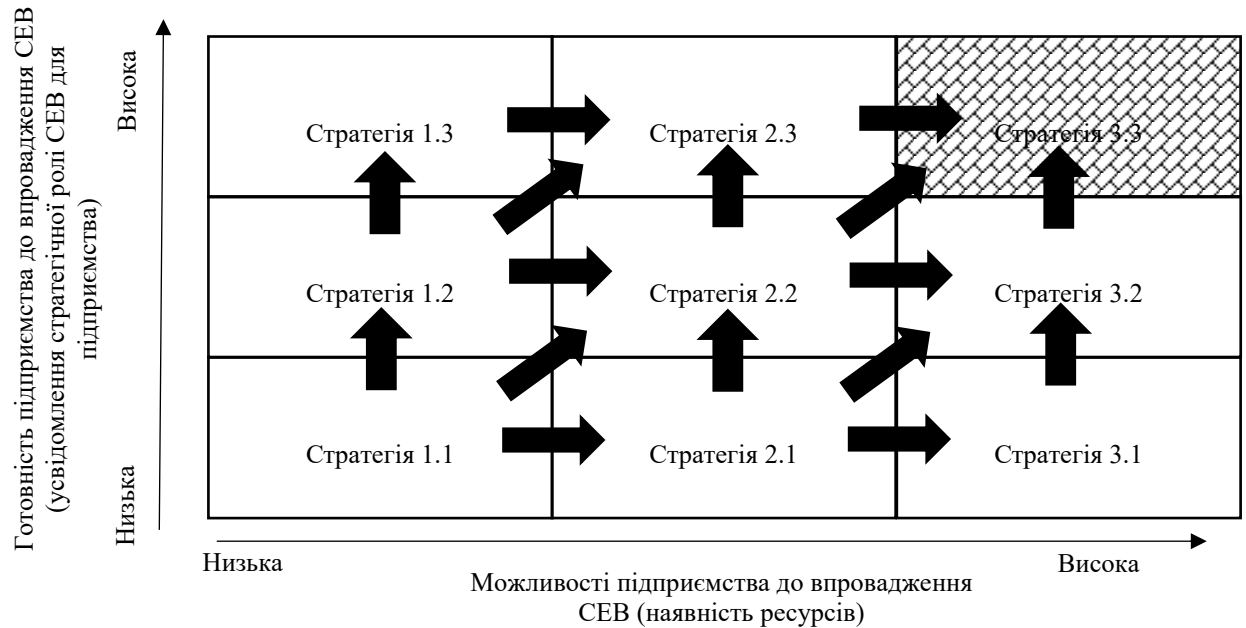 Готовність підприємства до впровадження СЕВ
(усвідомлення стратегічної ролі СЕВ для
підприємства)
Висока
Низька
Стратегія 1.3
Стратегія 2.3
Стратегія 3.3
Стратегія 1.2
Стратегія 2.2
Стратегія 3.2
Стратегія 1.1
Стратегія 2.1
Стратегія 3.1
Низька
Висока
Можливості підприємства до впровадження
СЕВ (наявність ресурсів)